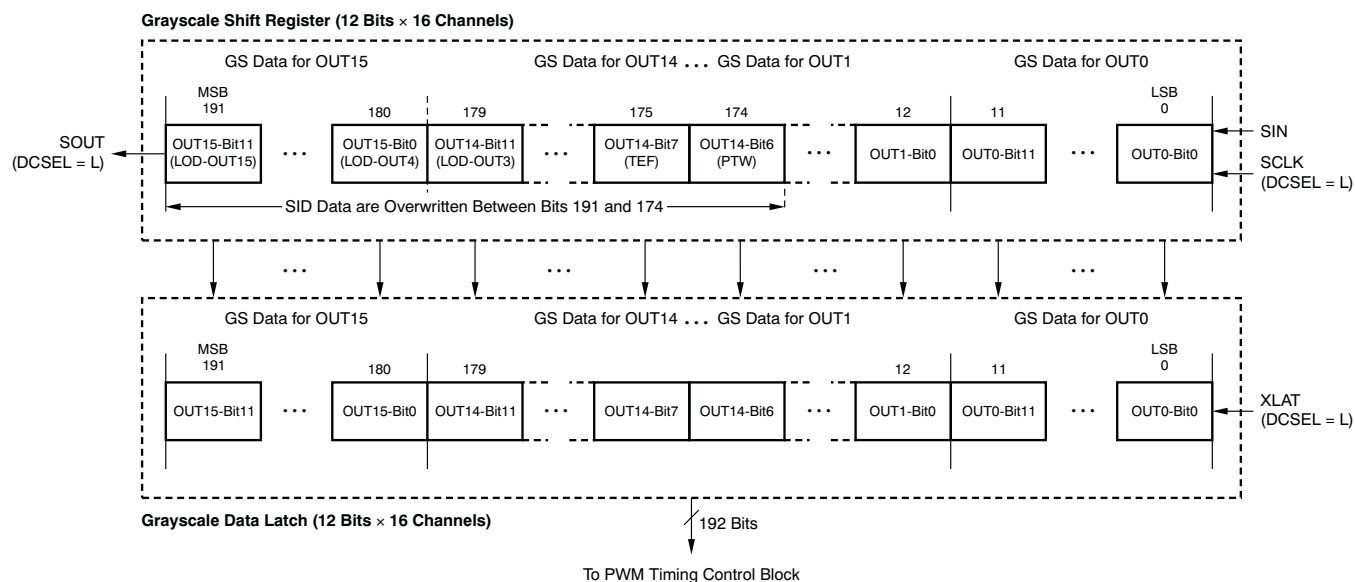 Grayscale Shift Register (12 Bits × 16 Channels)
GS Data for OUT15 GS Data for OUT14 ... GS Data for OUT1 GS Data for OUT0
MSB LSB
191 180 179 175 174 12 11 0
SOUT
(DCSEL = L)
OUT15-Bit11
(LOD-OUT15)
...
OUT15-Bit0
(LOD-OUT4)
OUT14-Bit11
(LOD-OUT3)
...
OUT14-Bit7
(TEF)
OUT14-Bit6
(PTW)
...
OUT1-Bit0
OUT0-Bit11
...
OUT0-Bit0
SIN
SCLK
(DCSEL = L)
SID Data are Overwritten Between Bits 191 and 174
... ... ... ...
GS Data for OUT15 GS Data for OUT14 ... GS Data for OUT1 GS Data for OUT0
MSB LSB
191 180 179 175 174 12 11 0
OUT15-Bit11 ... OUT15-Bit0 OUT14-Bit11 ... OUT14-Bit7 OUT14-Bit6 ... OUT1-Bit0 OUT0-Bit11 ... OUT0-Bit0
XLAT
(DCSEL = L)
Grayscale Data Latch (12 Bits × 16 Channels)
192 Bits
To PWM Timing Control Block